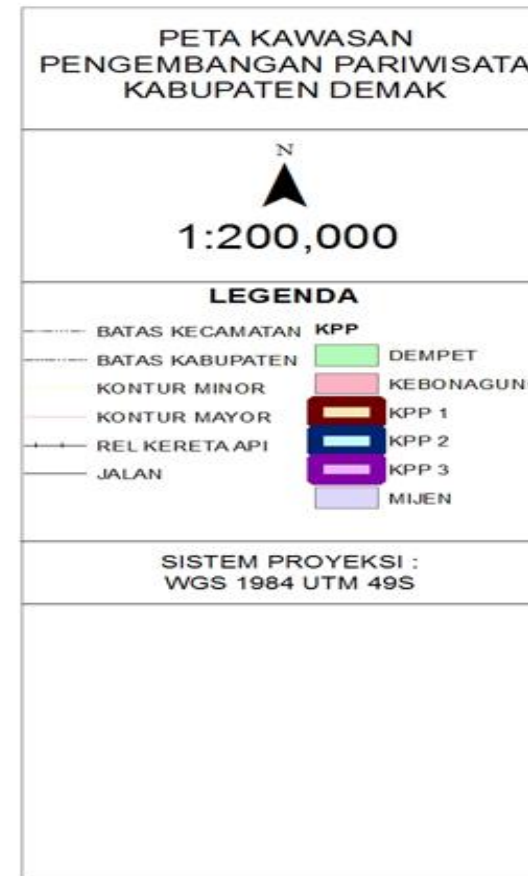 PETA KAWASAN
PENGEMBANGAN PARIWISATA
KABUPATEN DEMAK
N
1:200,000
LEGENDA
BATAS KECAMATAN
BATAS KABUPATEN
KONTUR MINOR
KONTUR MAYOR
REL KERETA API
JALAN
KPP
DEMPET
KEBONAGUNG
KPP 1
KPP 2
KPP 3
MIJEN
SISTEM PROYEKSI :
WGS 1984 UTM 49S